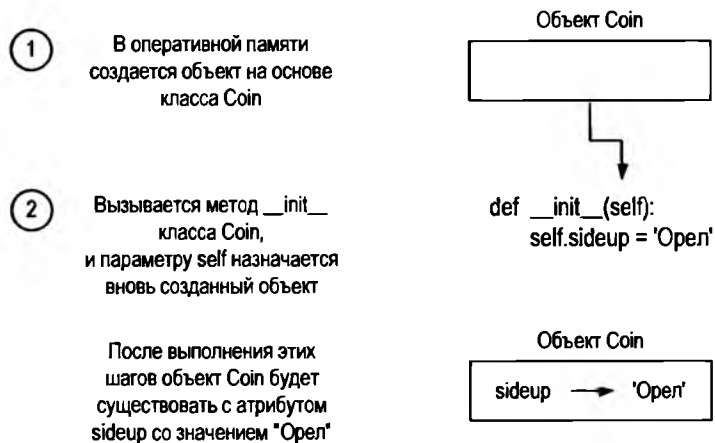 1
В оперативной памяти
создается объект на основе
класса Coin
Объект Coin
2
Вызывается метод __init__
класса Coin,
и параметру self назначается
вновь созданный объект
def __init__(self):
self.sideup = 'Орел'
После выполнения этих
шагов объект Coin будет
существовать с атрибутом
sideup со значением "Орел"
Объект Coin
sideup 'Орел'